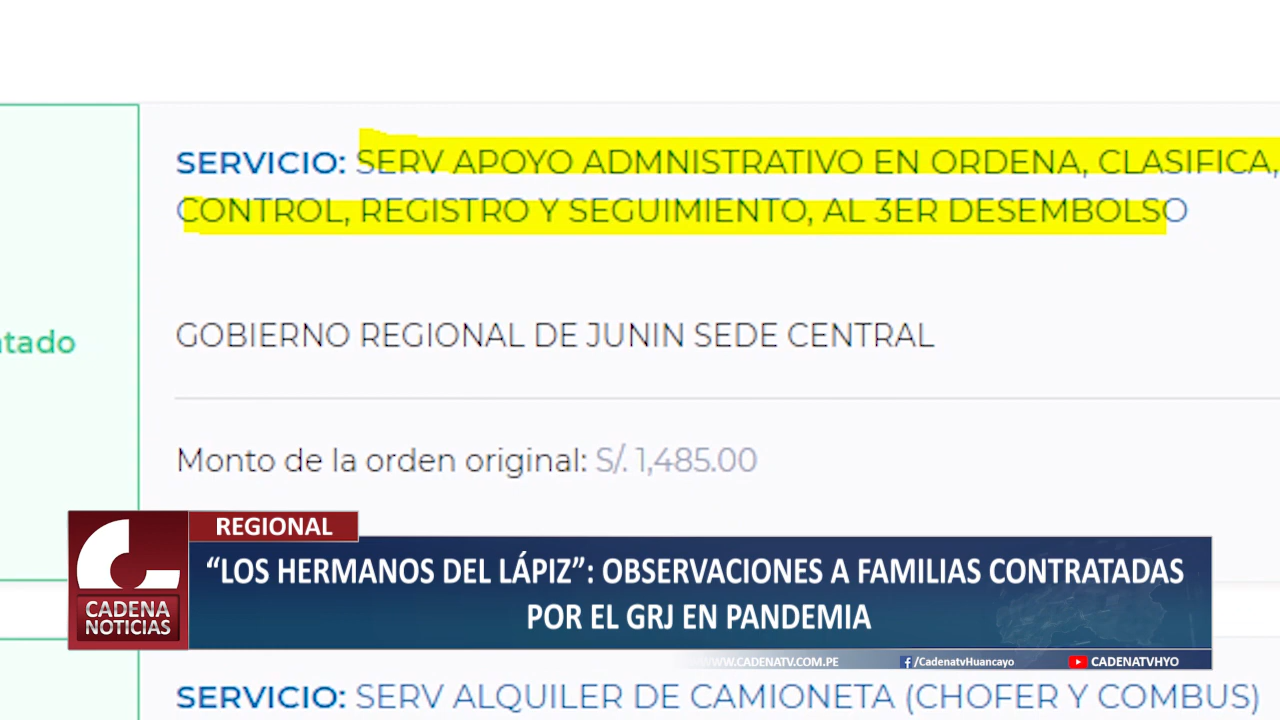 SERVICIO: SERV APOYO ADMNISTRATIVO EN ORDENA, CLASIFICA,
CONTROL, REGISTRO Y SEGUIMIENTO, AL 3ER DESEMBOLSO
GOBIERNO REGIONAL DE JUNIN SEDE CENTRAL
tado
Monto de la orden original: S/. 1,485.00
REGIONAL
“LOS HERMANOS DEL LÁPIZ”: OBSERVACIONES A FAMILIAS CONTRATADAS
POR EL GRJ EN PANDEMIA
CADENA
NOTICIAS
WWW.CADENATV.COM.PE /CadenatvHuancayo CADENATVHYO
SERVICIO: SERV ALQUILER DE CAMIONETA (CHOFER Y COMBUS)